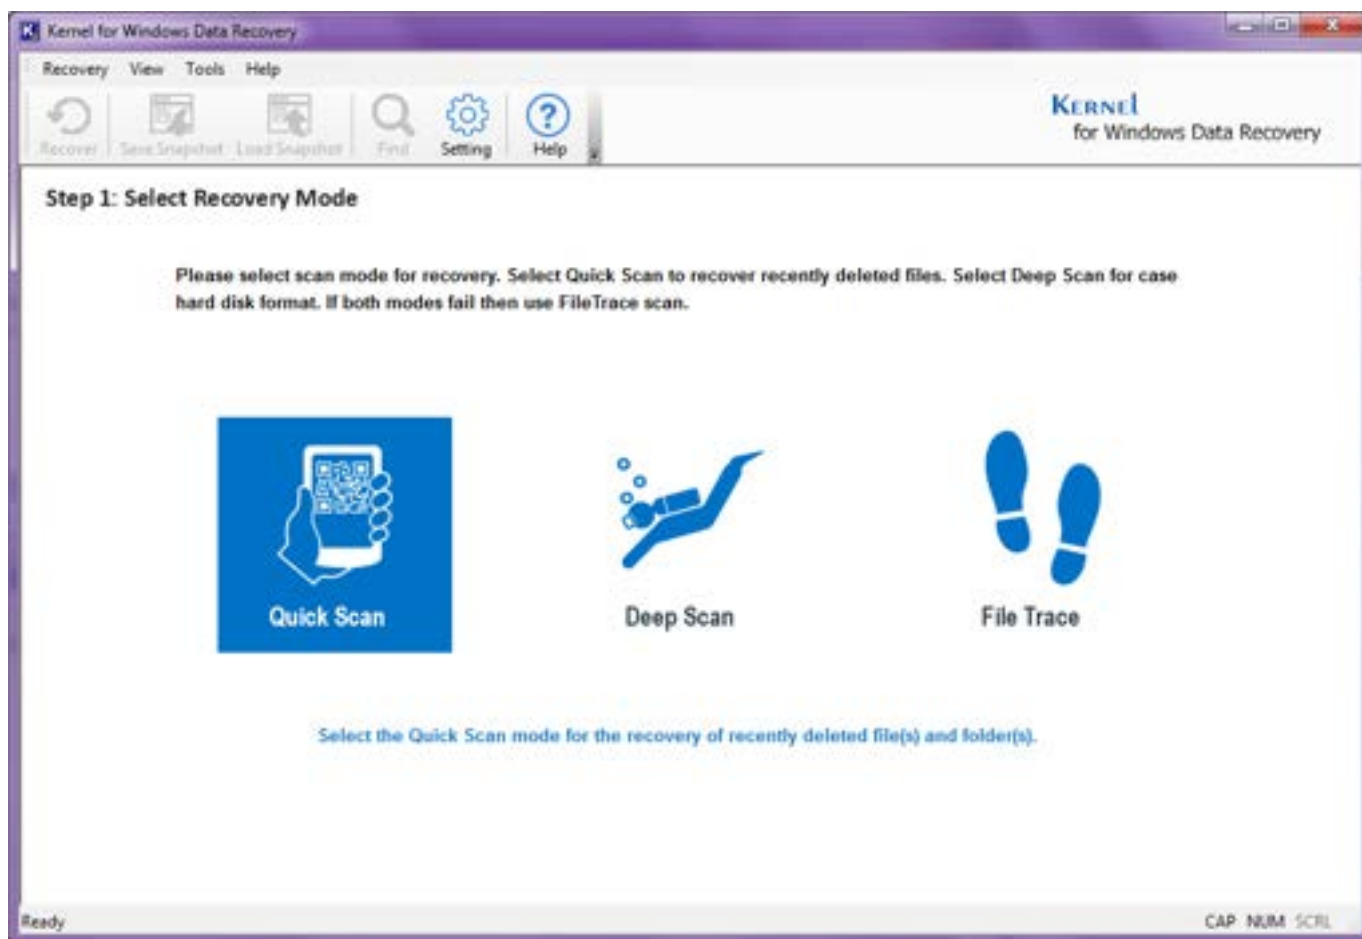 Kernel for Windows Data Recovery
Recovery View Tools Help
Recover Save Snapshot Load Snapshot Find Setting Help
KERNEL
for Windows Data Recovery
Step 1: Select Recovery Mode
Please select scan mode for recovery. Select Quick Scan to recover recently deleted files. Select Deep Scan for case
hard disk format. If both modes fail then use FileTrace scan.
Quick Scan Deep Scan File Trace
Select the Quick Scan mode for the recovery of recently deleted file(s) and folder(s).
Ready CAP NUM SCRL